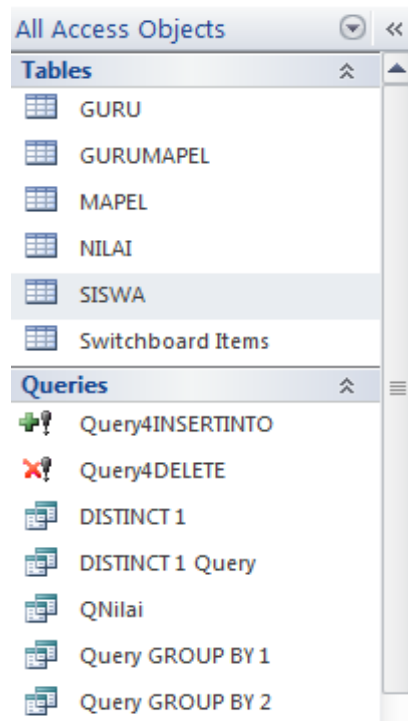 All Access Objects
Tables
GURU
GURUMAPEL
MAPEL
NILAI
SISWA
Switchboard Items
Queries
Query4INSERTINTO
Query4DELETE
DISTINCT 1
DISTINCT 1 Query
QNilai
Query GROUP BY 1
Query GROUP BY 2